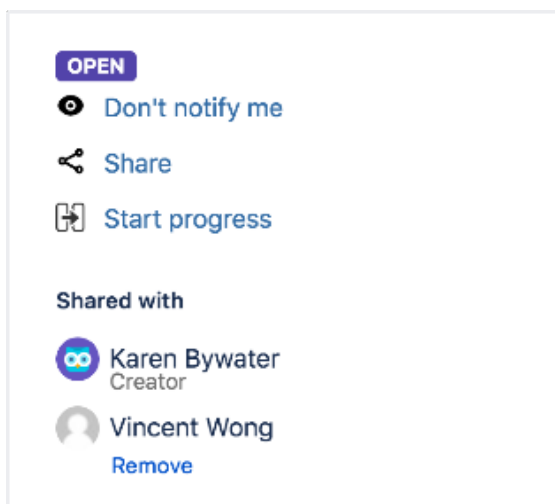 OPEN
Don't notify me
Share
Start progress
Shared with
Karen Bywater
Creator
Vincent Wong
Remove